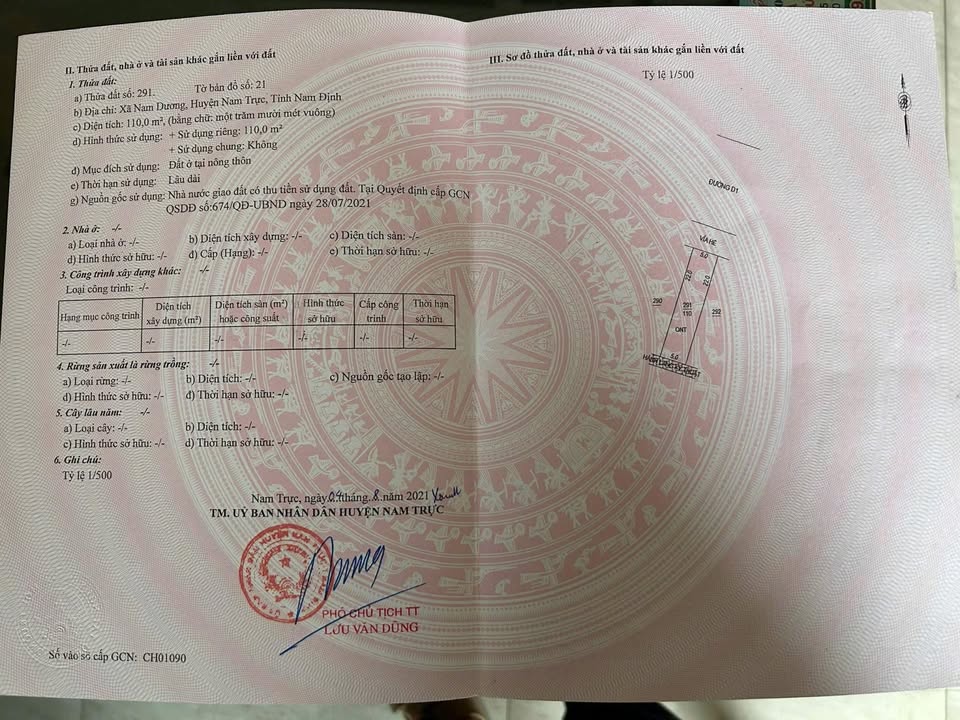 II. Thửa đất, nhà ở và tài sản khác gắn liền với đất
1. Thửa đất:
a) Thửa đất số: 291. Tờ bản đồ số: 21
b) Địa chỉ: Xã Nam Dương, Huyện Nam Trực, Tỉnh Nam Định
c) Diện tích: 110,0 m², (bằng chữ: một trăm mười mét vuông)
d) Hình thức sử dụng: + Sử dụng riêng: 110,0 m²
+ Sử dụng chung: Không
đ) Mục đích sử dụng: Đất ở tại nông thôn
e) Thời hạn sử dụng: Lâu dài
g) Nguồn gốc sử dụng: Nhà nước giao đất có thu tiền sử dụng đất. Tại Quyết định cấp GCN
QSDĐ số:674/QĐ-UBND ngày 28/07/2021
2. Nhà ở: -/-
a) Loại nhà ở: -/- b) Diện tích xây dựng: -/- c) Diện tích sàn: -/-
d) Hình thức sở hữu: -/- đ) Cấp (Hạng): -/- e) Thời hạn sở hữu: -/-
3. Công trình xây dựng khác: -/-
Loại công trình: -/-
Hạng mục công trình Diện tích xây dựng (m²) Diện tích sàn (m²) hoặc công suất Hình thức sở hữu Cấp công trình Thời hạn sở hữu
-/- -/- -/- -/- -/- -/-
4. Rừng sản xuất là rừng trồng: -/-
a) Loại rừng: -/- b) Diện tích: -/- c) Nguồn gốc tạo lập: -/-
d) Hình thức sở hữu: -/- đ) Thời hạn sở hữu: -/-
5. Cây lâu năm: -/-
a) Loại cây: -/- b) Diện tích: -/-
c) Hình thức sở hữu: -/- d) Thời hạn sở hữu: -/-
6. Ghi chú:
Tỷ lệ 1/500
Nam Trực, ngày 04 tháng 8 năm 2021
TM. UỶ BAN NHÂN DÂN HUYỆN NAM TRỰC
PHÓ CHỦ TỊCH TT
LƯU VĂN DŨNG
Số vào sổ cấp GCN: CH01090
III. Sơ đồ thửa đất, nhà ở và tài sản khác gắn liền với đất
Tỷ lệ 1/500
ĐƯỜNG D1
VỈA HÈ
5,0
22,0
22,0
290
291
110
292
ONT
5,0
HÀNH LANG KỸ THUẬT